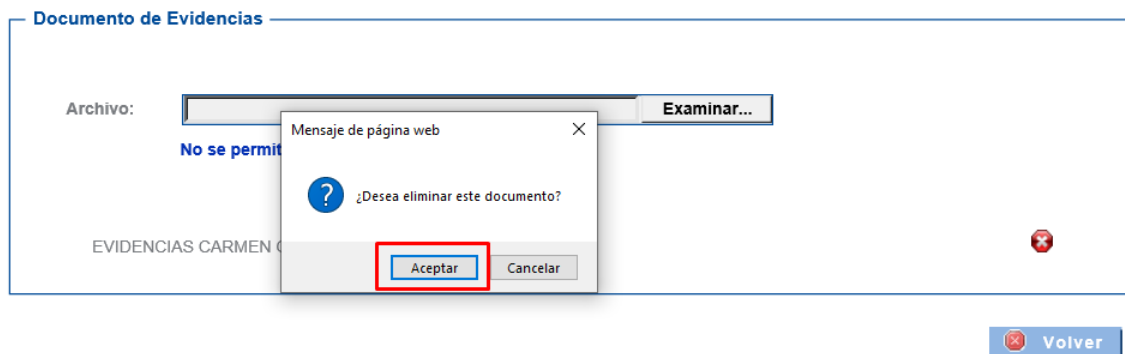 Documento de Evidencias
Archivo:
Examinar...
Mensaje de página web
No se permit
¿Desea eliminar este documento?
EVIDENCIAS CARMEN
Aceptar
Cancelar
Volver